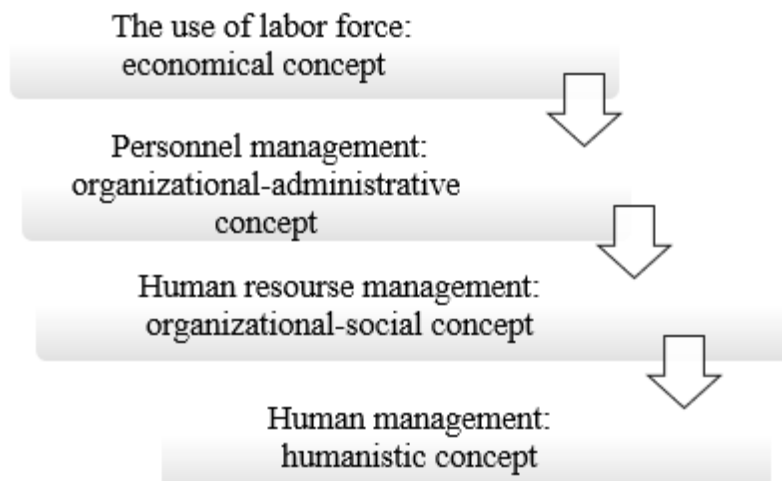 The use of labor force:
economical concept
Personnel management:
organizational-administrative
concept
Human resourse management:
organizational-social concept
Human management:
humanistic concept